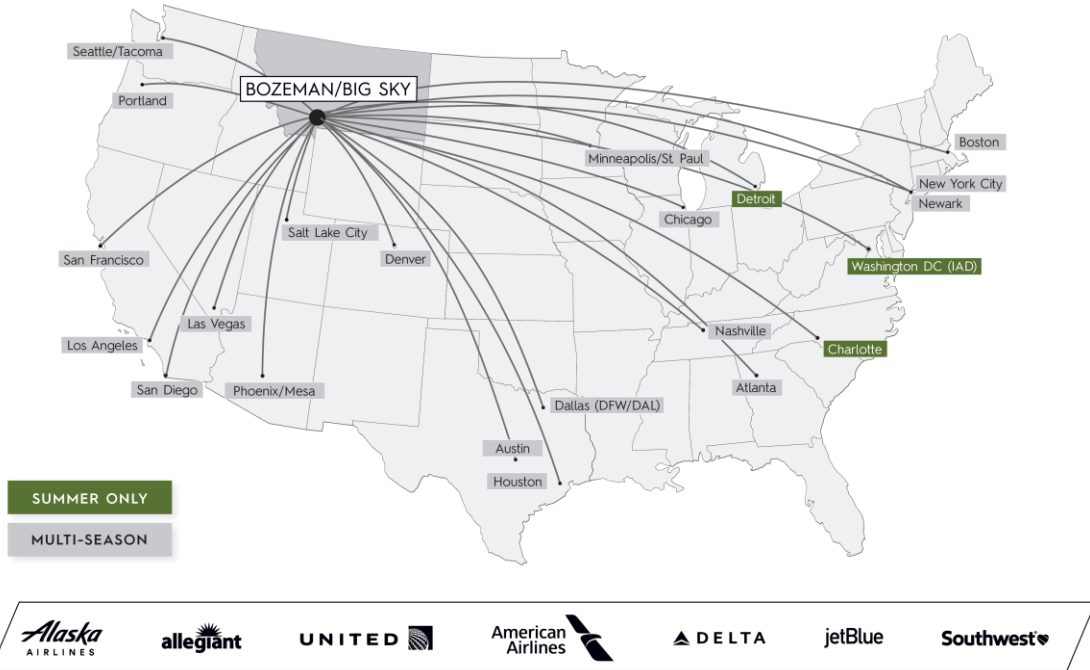 Seattle/Tacoma
BOZEMAN/BIG SKY
Portland
Boston
Minneapolis/St Paul
New York City
Detroit
Newark
Chicago
Salt Lake City
San Francisco
Denver
Washington DC (IAD)
Las Vegas
Nashville
Los Angeles
Charlotte
San Diego
Phoenix/Mesa
Atlanta
Dallas (DFW/DAL)
Austin
Houston
SUMMER ONLY
MULTI-SEASON
Alaska
AIRLINES
allegiant
UNITED
American
Airlines
DELTA
jetBlue
Southwest